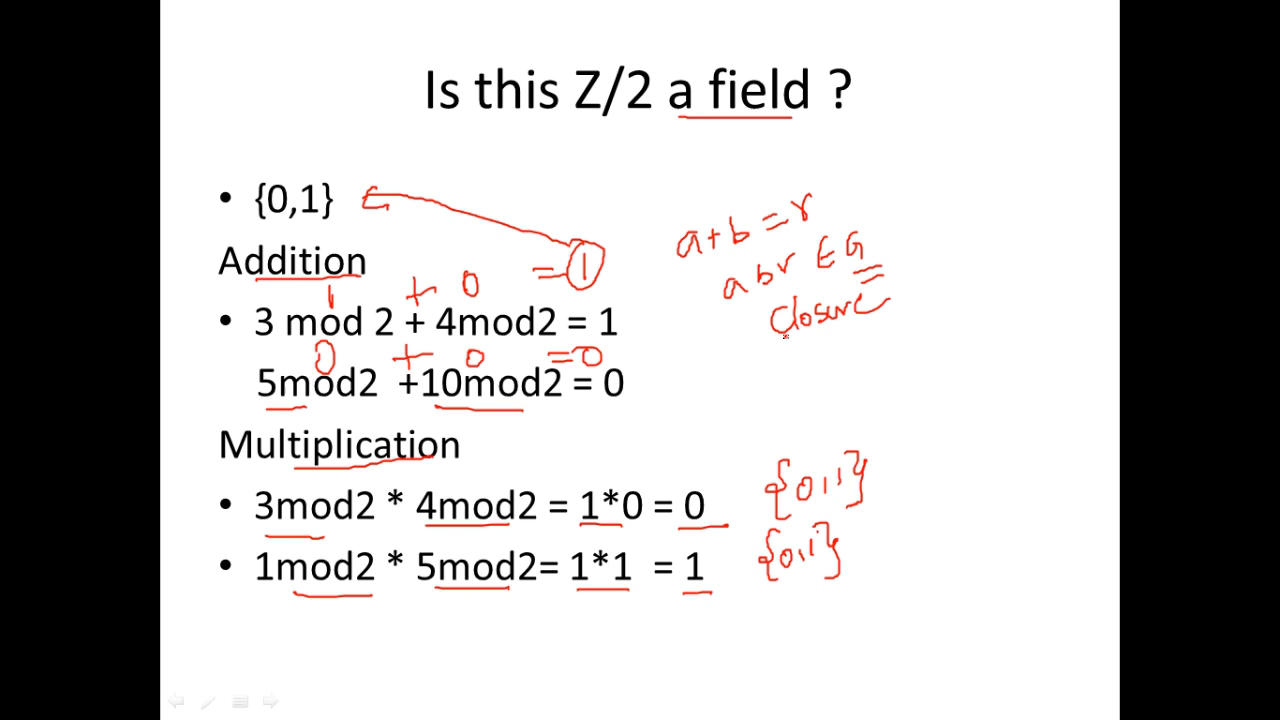 Is this Z/2 a field ?
• {0,1}
a+b=r
Addition
= 1
a b r ∈ G
1 + 0
Closure
• 3 mod 2 + 4mod2 = 1
0 + 0 =0
5mod2 +10mod2 = 0
Multiplication
• 3mod2 * 4mod2 = 1*0 = 0 {0,1}
• 1mod2 * 5mod2= 1*1 = 1 {0,1}